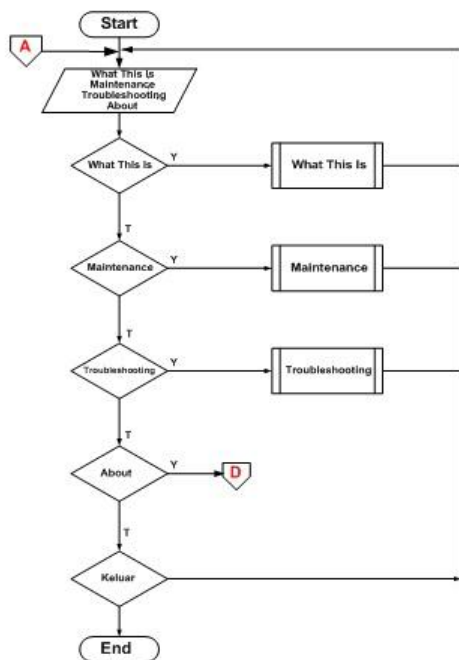 Start
A
What This Is
Maintenance
Troubleshooting
About
What This Is
Y
What This Is
T
Maintenance
Y
Maintenance
T
Troubleshooting
Y
Troubleshooting
T
About
Y
D
T
Keluar
End